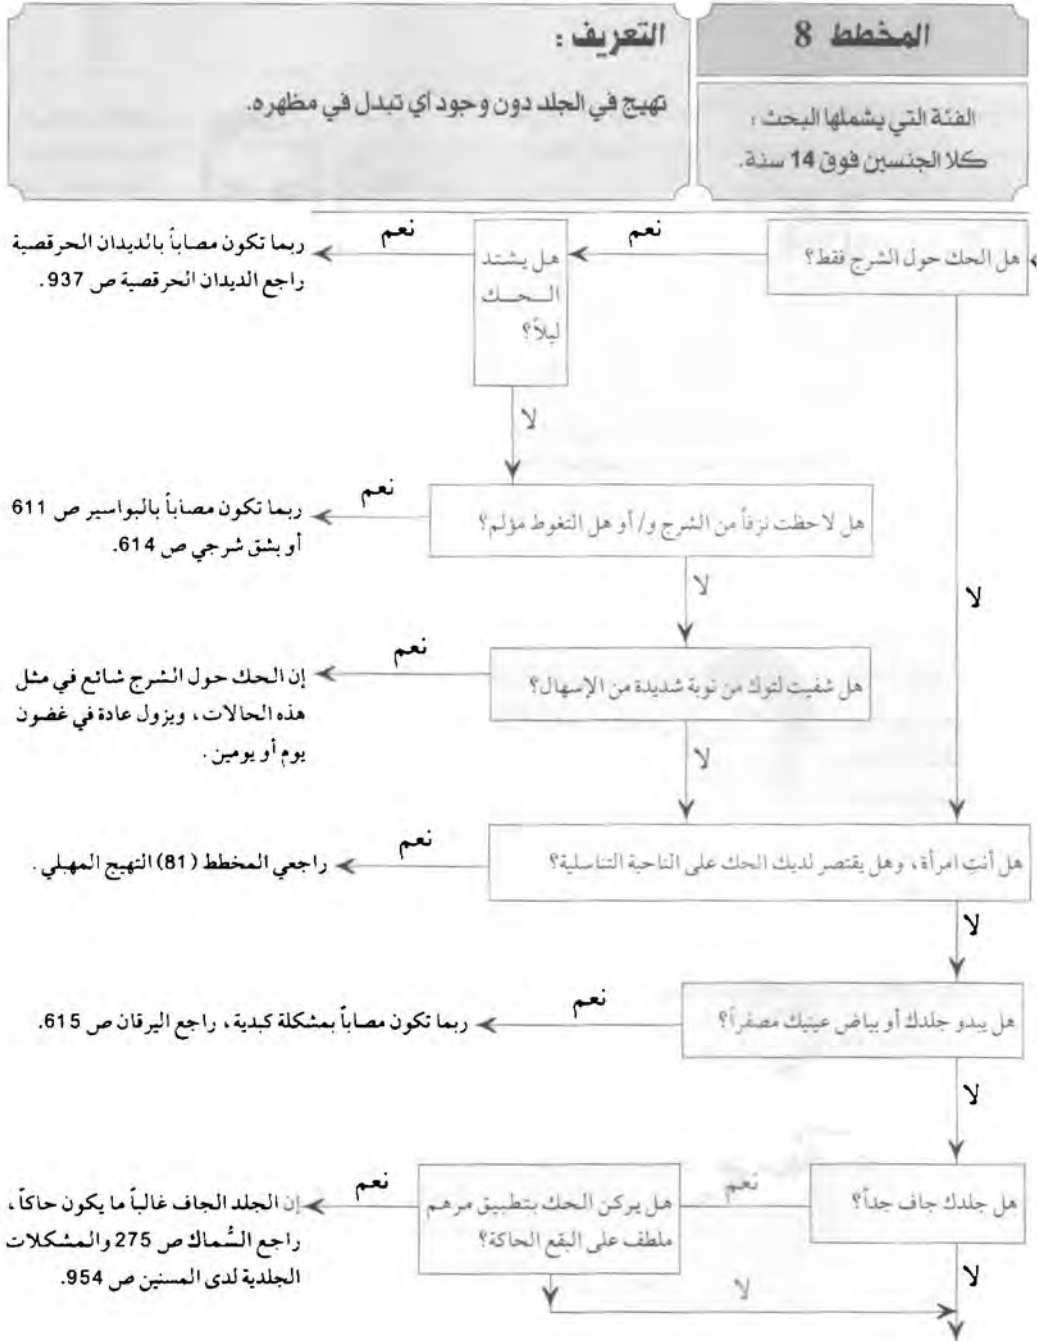 المخطط 8
الفئة التي يشملها البحث :
كلا الجنسين فوق 14 سنة.
التعريف :
تهيج في الجلد دون وجود أي تبدل في مظهره.
هل الحك حول الشرج فقط؟
نعم
هل يشتد
الحك
ليلاً؟
نعم
ربما تكون مصاباً بالديدان الحرقصية
راجع الديدان الحرقصية ص 937.
لا
لا
هل لاحظت نزفاً من الشرج و/ أو هل التغوط مؤلم؟
نعم
ربما تكون مصاباً بالبواسير ص 611
أو بشق شرجي ص 614.
لا
هل شفيت لتوك من نوبة شديدة من الإسهال؟
نعم
إن الحك حول الشرج شائع في مثل
هذه الحالات ، ويزول عادة في غضون
يوم أو يومين .
لا
هل أنتِ امرأة ، وهل يقتصر لديك الحك على الناحية التناسلية؟
نعم
راجعي المخطط (81) التهيج المهبلي .
لا
هل يبدو جلدك أو بياض عينيك مصفراً؟
نعم
ربما تكون مصاباً بمشكلة كبدية ، راجع اليرقان ص 615.
لا
هل جلدك جاف جداً؟
نعم
هل يركن الحك بتطبيق مرهم
ملطف على البقع الحاكة؟
نعم
إن الجلد الجاف غالباً ما يكون حاكاً ،
راجع السُّماك ص 275 والمشكلات
الجلدية لدى المسنين ص 954.
لا
لا